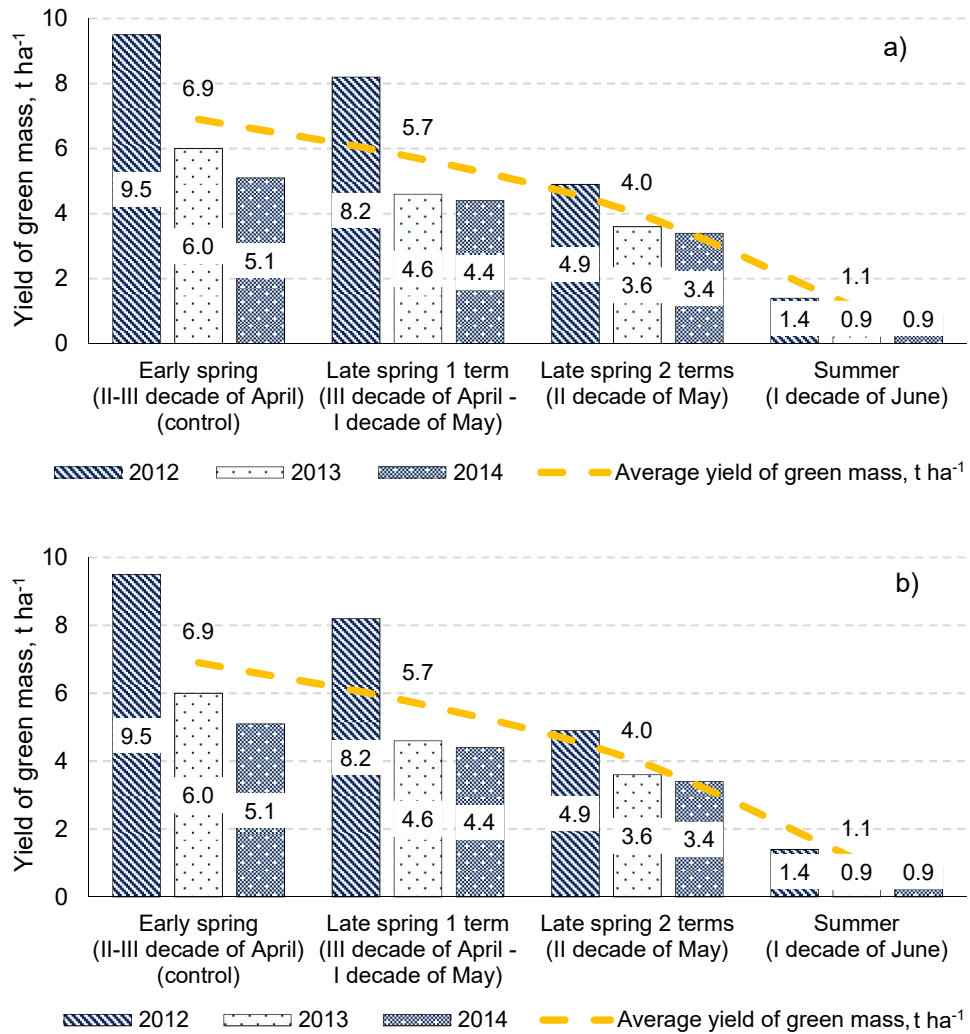 a)
Yield of green mass, t ha⁻¹
10
8
6
4
2
0
9.5
6.0
5.1
6.9
8.2
4.6
4.4
5.7
4.9
3.6
3.4
4.0
1.4
0.9
0.9
1.1
Early spring
(II-III decade of April)
(control)
Late spring 1 term
(III decade of April -
I decade of May)
Late spring 2 terms
(II decade of May)
Summer
(I decade of June)
2012
2013
2014
Average yield of green mass, t ha⁻¹
b)
Yield of green mass, t ha⁻¹
10
8
6
4
2
0
9.5
6.0
5.1
6.9
8.2
4.6
4.4
5.7
4.9
3.6
3.4
4.0
1.4
0.9
0.9
1.1
Early spring
(II-III decade of April)
(control)
Late spring 1 term
(III decade of April -
I decade of May)
Late spring 2 terms
(II decade of May)
Summer
(I decade of June)
2012
2013
2014
Average yield of green mass, t ha⁻¹